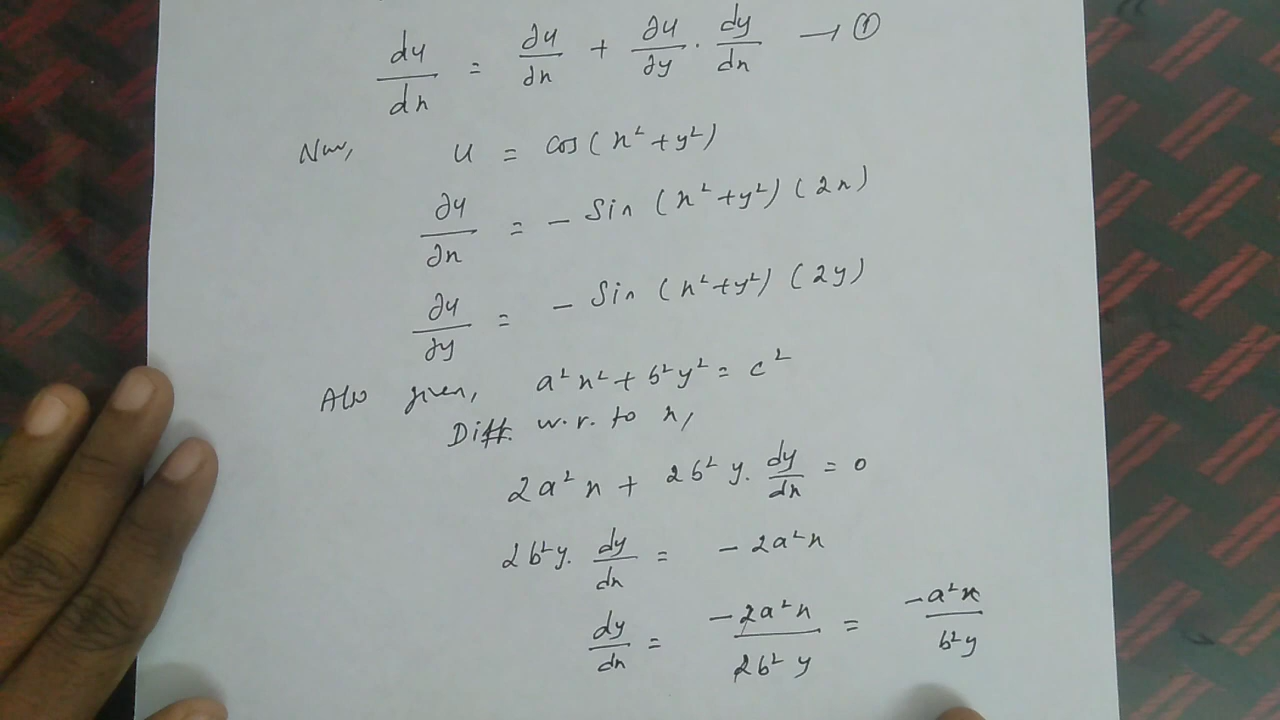 du/dx = ∂u/∂x + ∂u/∂y · dy/dx → ①
Now, u = cos(x² + y²)
∂u/∂x = - Sin (x² + y²) (2x)
∂u/∂y = - Sin (x² + y²) (2y)
Also given, a²x² + b²y² = c²
Diff. w.r. to x,
2a²x + 2b²y. dy/dx = 0
2b²y. dy/dx = - 2a²x
dy/dx = -2a²x/2b²y = -a²x/b²y